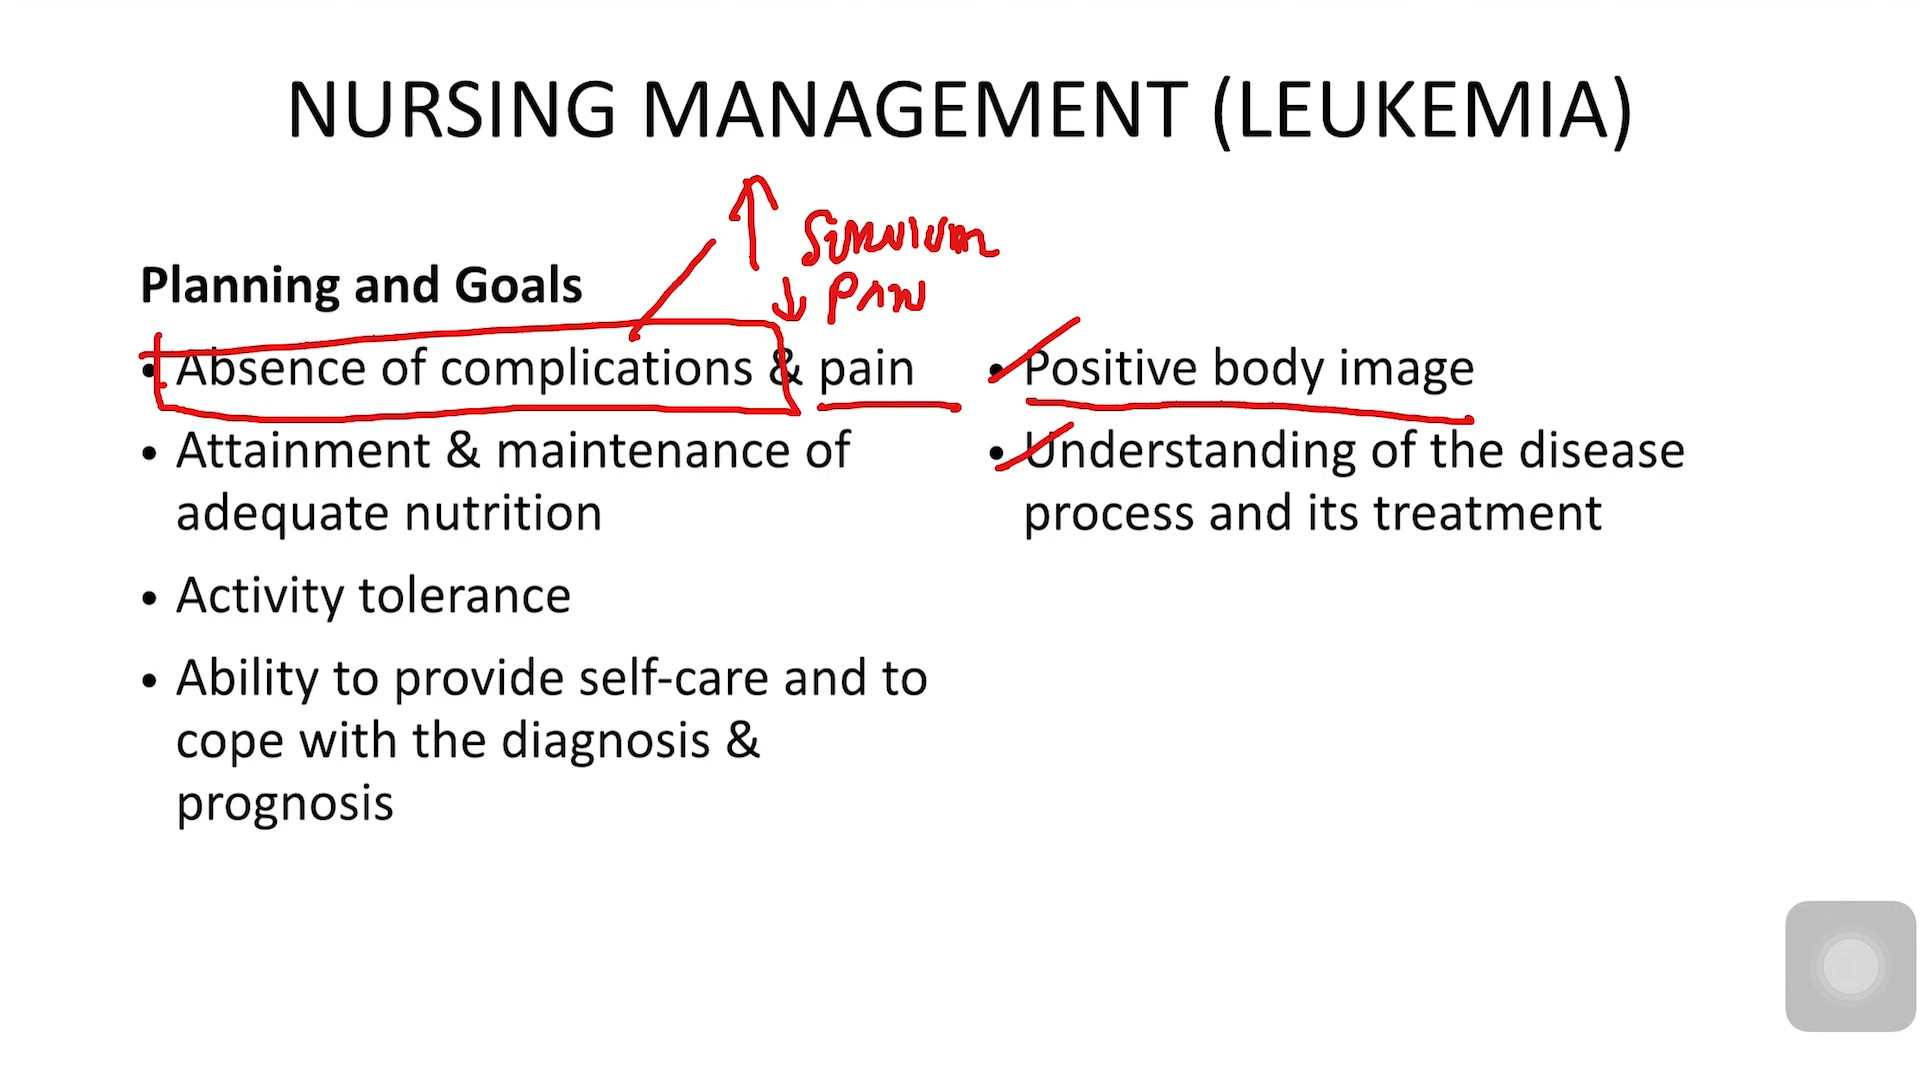 NURSING MANAGEMENT (LEUKEMIA)
↑ Survival
↓ PAIN
Planning and Goals
• Absence of complications & pain
• Attainment & maintenance of
adequate nutrition
• Activity tolerance
• Ability to provide self-care and to
cope with the diagnosis &
prognosis
• Positive body image
• Understanding of the disease
process and its treatment